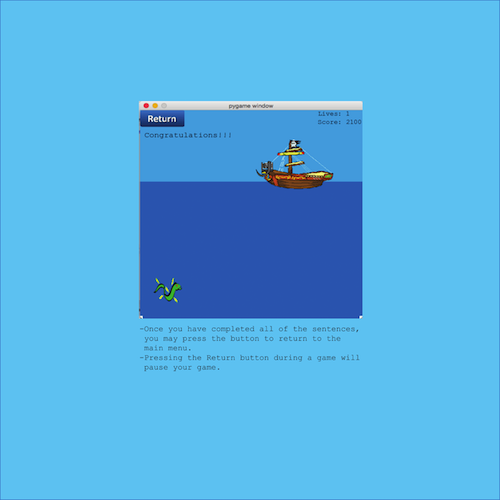 pygame window
Return
Lives: 1
Score: 2100
Congratulations!!!
-Once you have completed all of the sentences,
you may press the button to return to the
main menu.
-Pressing the Return button during a game will
pause your game.